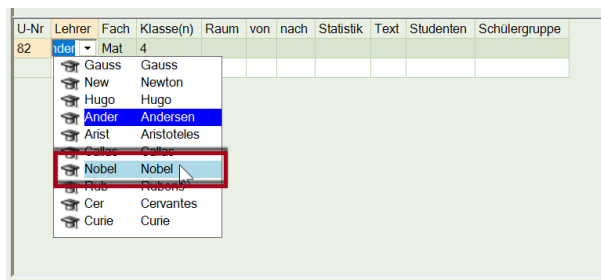 U-Nr Lehrer Fach Klasse(n) Raum von nach Statistik Text Studenten Schülergruppe
82 nder Mat 4
Gauss Gauss
New Newton
Hugo Hugo
Ander Andersen
Arist Aristoteles
Callas Callas
Nobel Nobel
Rub Rubens
Cer Cervantes
Curie Curie